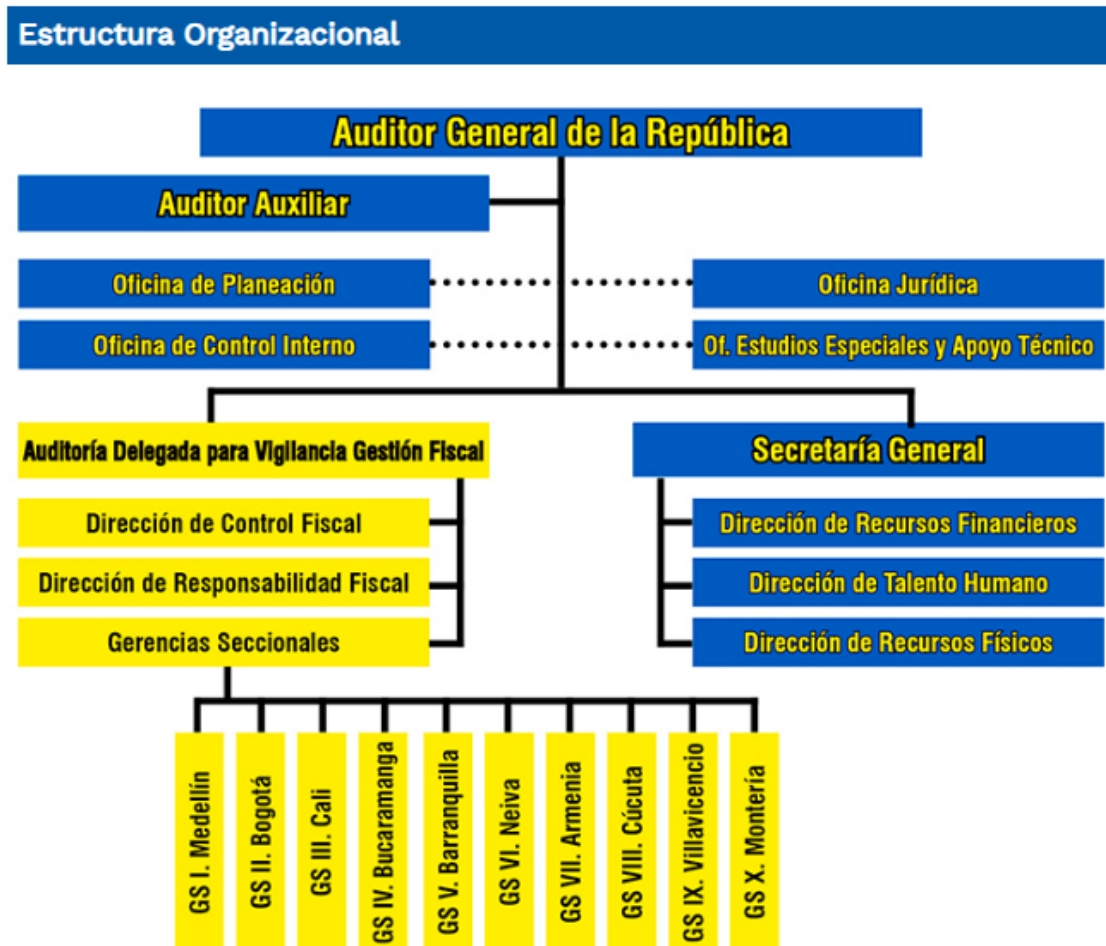 Estructura Organizacional
Auditor General de la República
Auditor Auxiliar
Oficina de Planeación
Oficina Jurídica
Oficina de Control Interno
Of. Estudios Especiales y Apoyo Técnico
Auditoría Delegada para Vigilancia Gestión Fiscal
Secretaría General
Dirección de Control Fiscal
Dirección de Recursos Financieros
Dirección de Responsabilidad Fiscal
Dirección de Talento Humano
Gerencias Seccionales
Dirección de Recursos Físicos
GS I. Medellín
GS II. Bogotá
GS III. Cali
GS IV. Bucaramanga
GS V. Barranquilla
GS VI. Neiva
GS VII. Armenia
GS VIII. Cúcuta
GS IX. Villavicencio
GS X. Montería